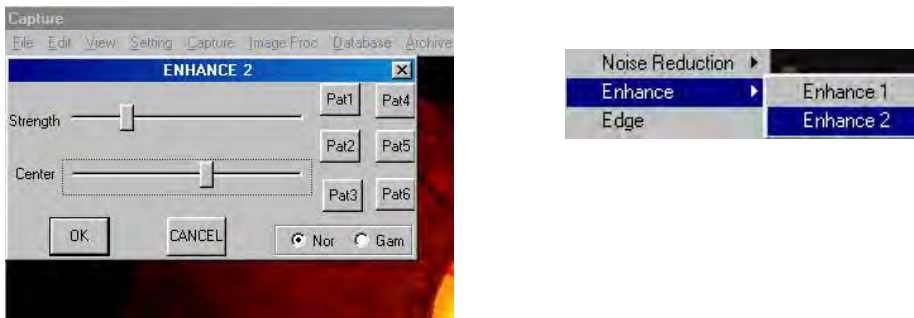 Capture
File Edit View Setting Capture Image Proc Database Archive
ENHANCE 2
Strength
Center
Pat1 Pat4
Pat2 Pat5
Pat3 Pat6
OK CANCEL
Nor Gam
Noise Reduction
Enhance
Edge
Enhance 1
Enhance 2